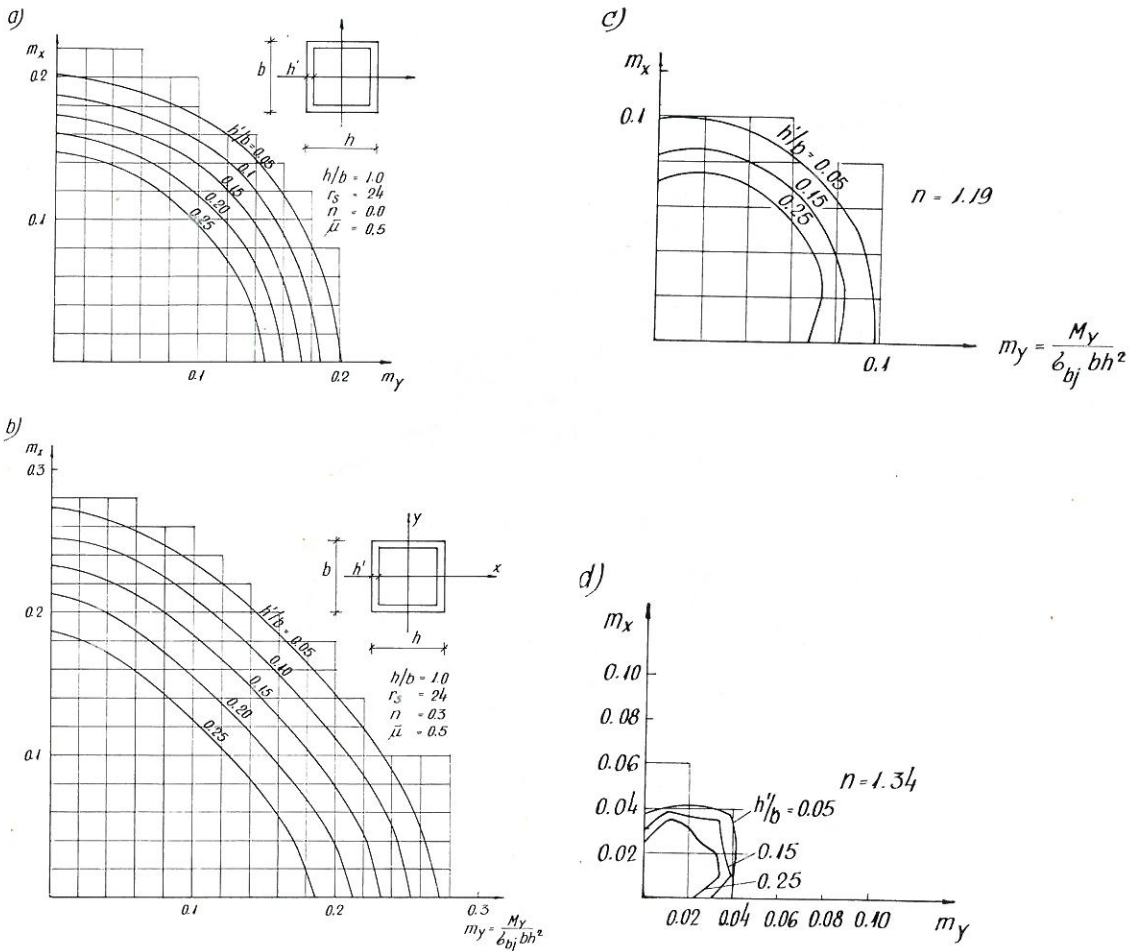 a)
m_x
0.2
0.1
b
h'
h
h'/b = 0.05
0.1
0.15
0.20
0.25
h/b = 1.0
r_s = 24
n = 0.0
μ̄ = 0.5
0.1
0.2
m_y
b)
m_x
0.3
0.2
0.1
y
x
b
h'
h
h'/b = 0.05
0.10
0.15
0.20
0.25
h/b = 1.0
r_s = 24
n = 0.3
μ̄ = 0.5
0.1
0.2
0.3
m_y = M_y / б_bj bh²
c)
m_x
0.1
h'/b = 0.05
0.15
0.25
n = 1.19
0.1
m_y = M_y / б_bj bh²
d)
m_x
0.10
0.08
0.06
0.04
0.02
n = 1.34
h'/b = 0.05
0.15
0.25
0.02 0.04 0.06 0.08 0.10
m_y